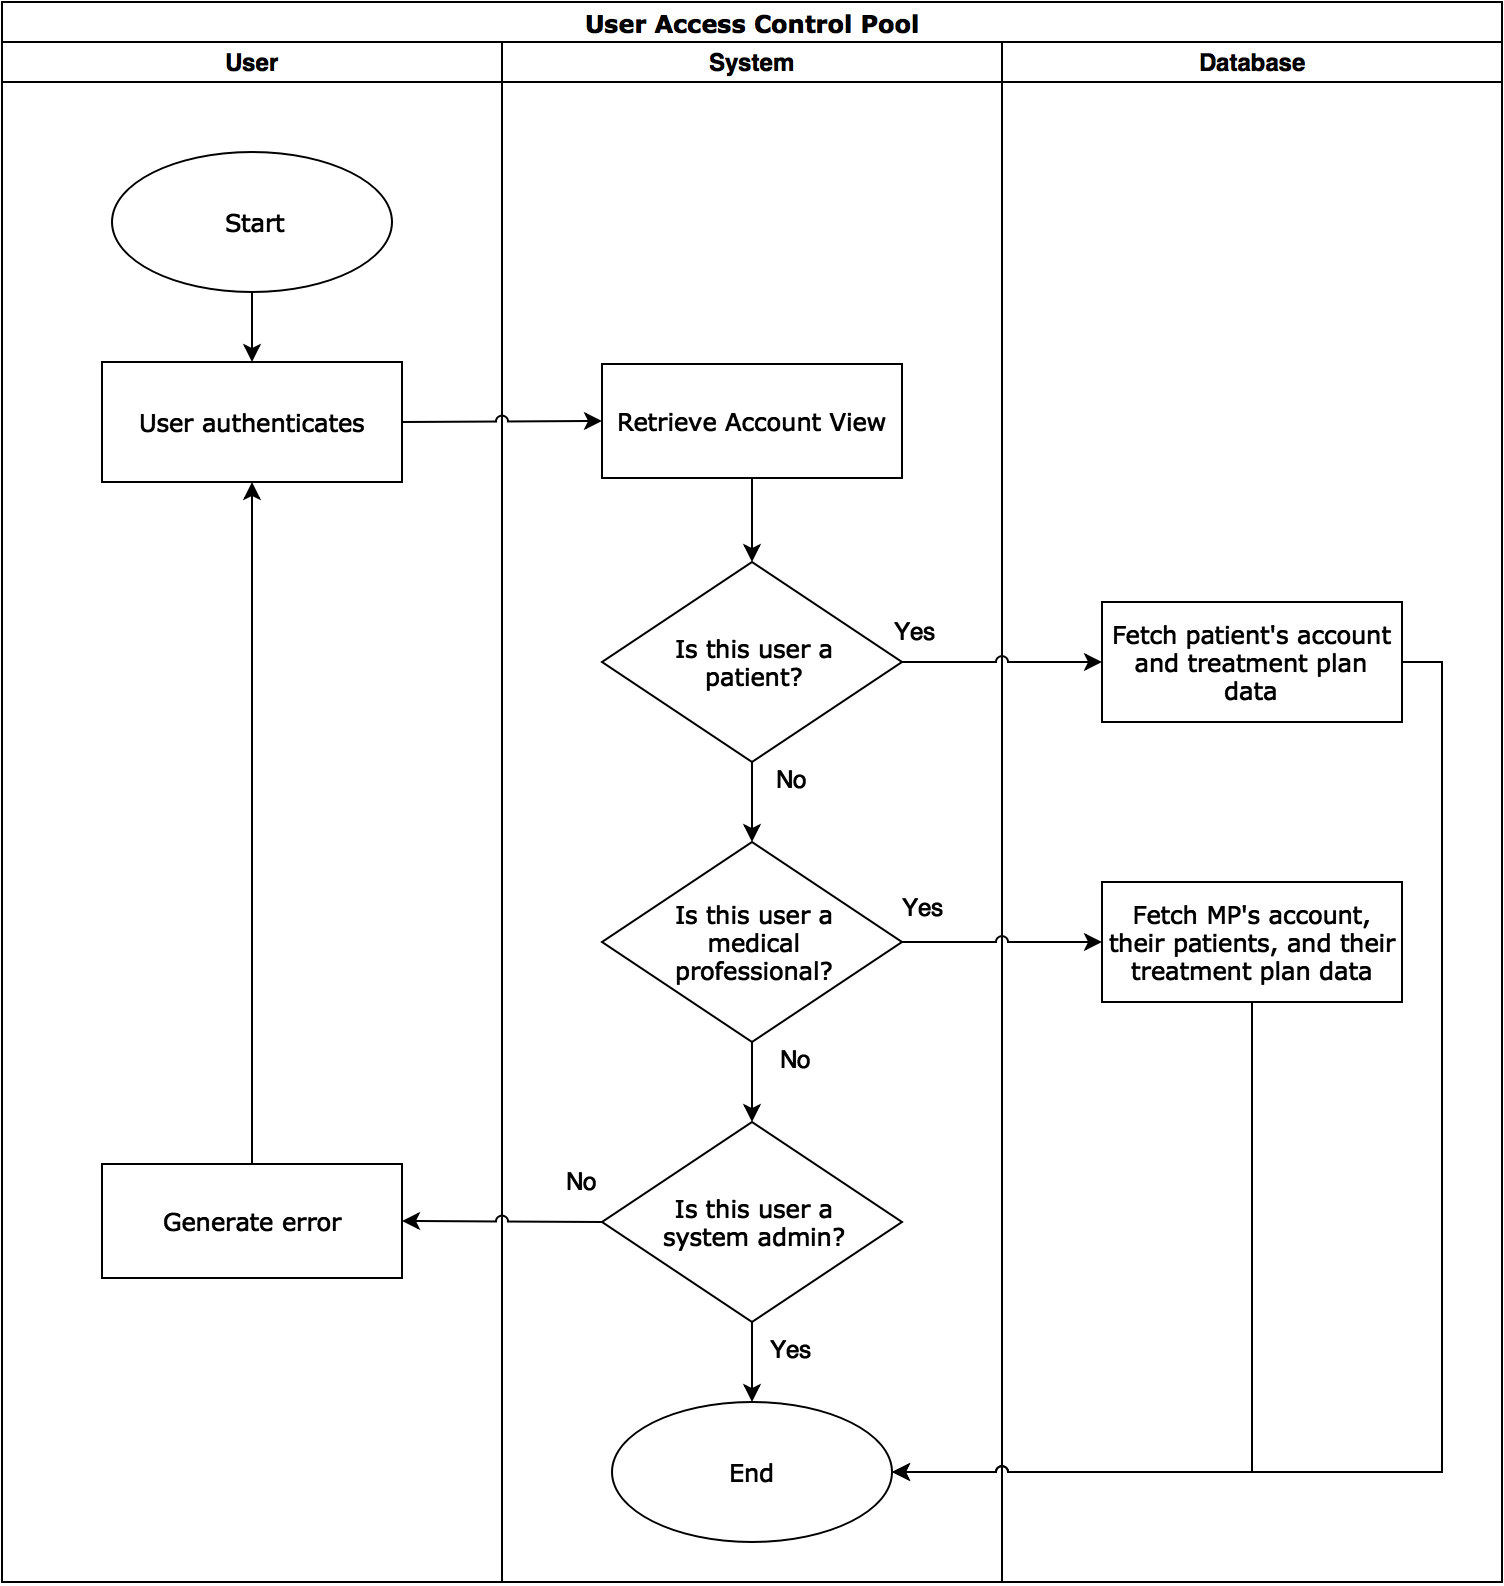 User Access Control Pool
User
System
Database
Start
User authenticates
Retrieve Account View
Is this user a
patient?
Yes
Fetch patient's account
and treatment plan
data
No
Is this user a
medical
professional?
Yes
Fetch MP's account,
their patients, and their
treatment plan data
No
Is this user a
system admin?
No
Generate error
Yes
End